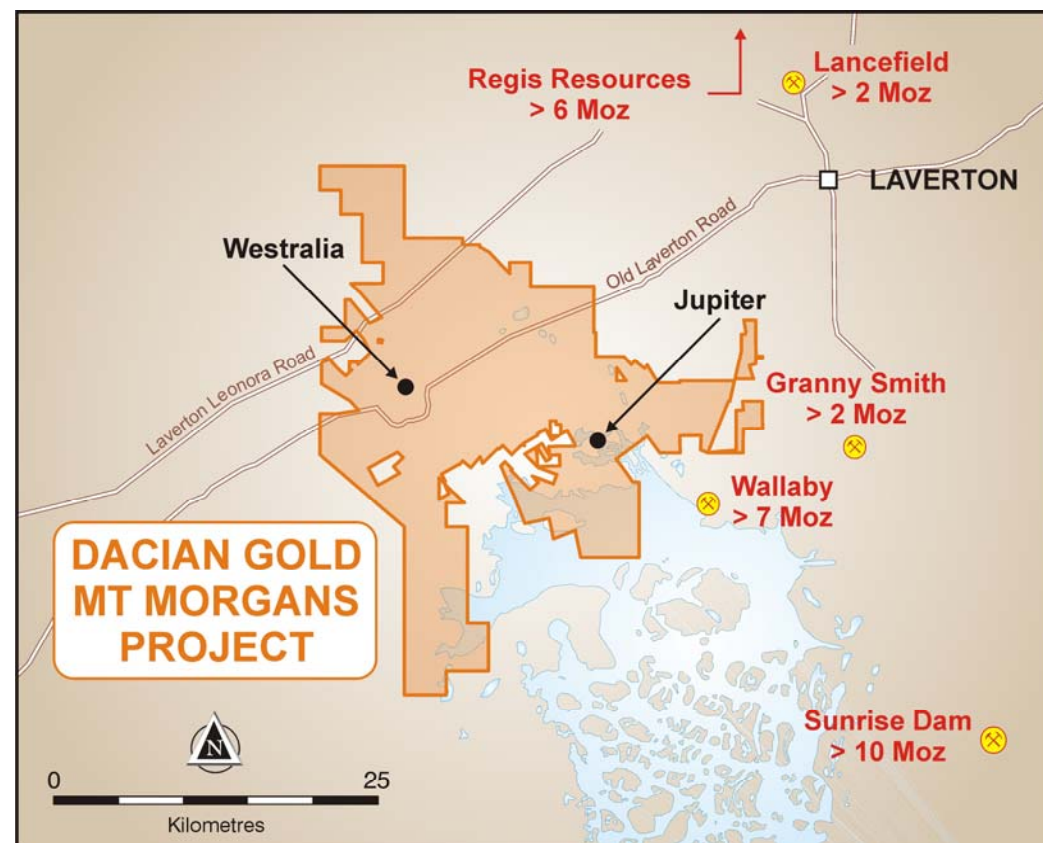 Regis Resources
> 6 Moz
Lancefield
> 2 Moz
LAVERTON
Westralia
Old Laverton Road
Jupiter
Laverton Leonora Road
Granny Smith
> 2 Moz
Wallaby
> 7 Moz
DACIAN GOLD
MT MORGANS
PROJECT
Sunrise Dam
> 10 Moz
N
0
25
Kilometres